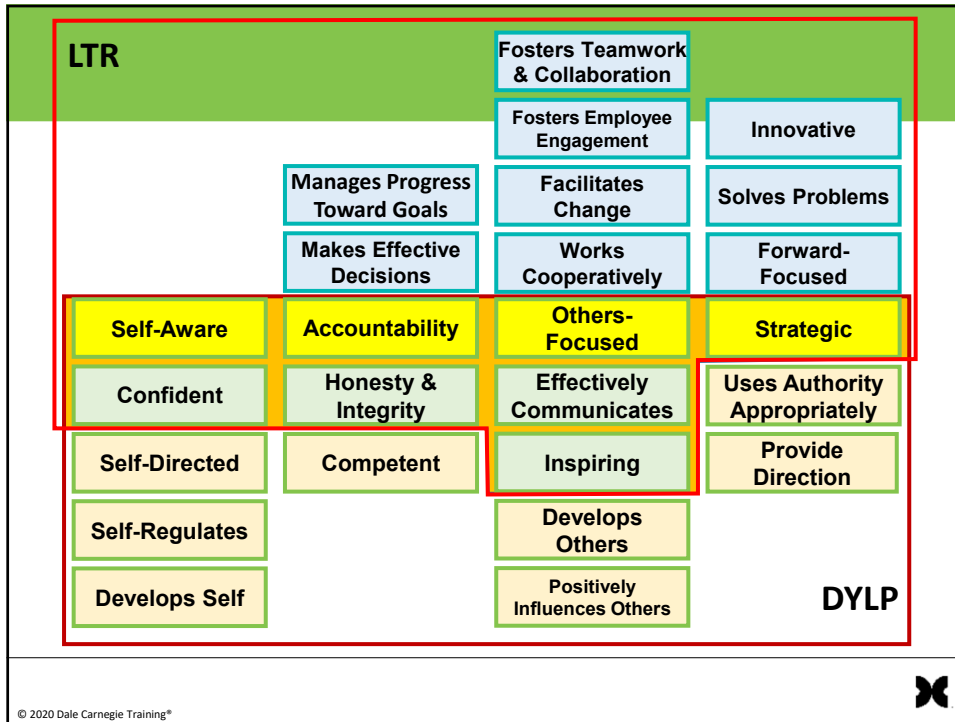 LTR
Fosters Teamwork
& Collaboration
Fosters Employee
Engagement
Innovative
Manages Progress
Toward Goals
Facilitates
Change
Solves Problems
Makes Effective
Decisions
Works
Cooperatively
Forward-
Focused
Self-Aware
Accountability
Others-
Focused
Strategic
Confident
Honesty &
Integrity
Effectively
Communicates
Uses Authority
Appropriately
Self-Directed
Competent
Inspiring
Provide
Direction
Self-Regulates
Develops
Others
Develops Self
Positively
Influences Others
DYLP
© 2020 Dale Carnegie Training®